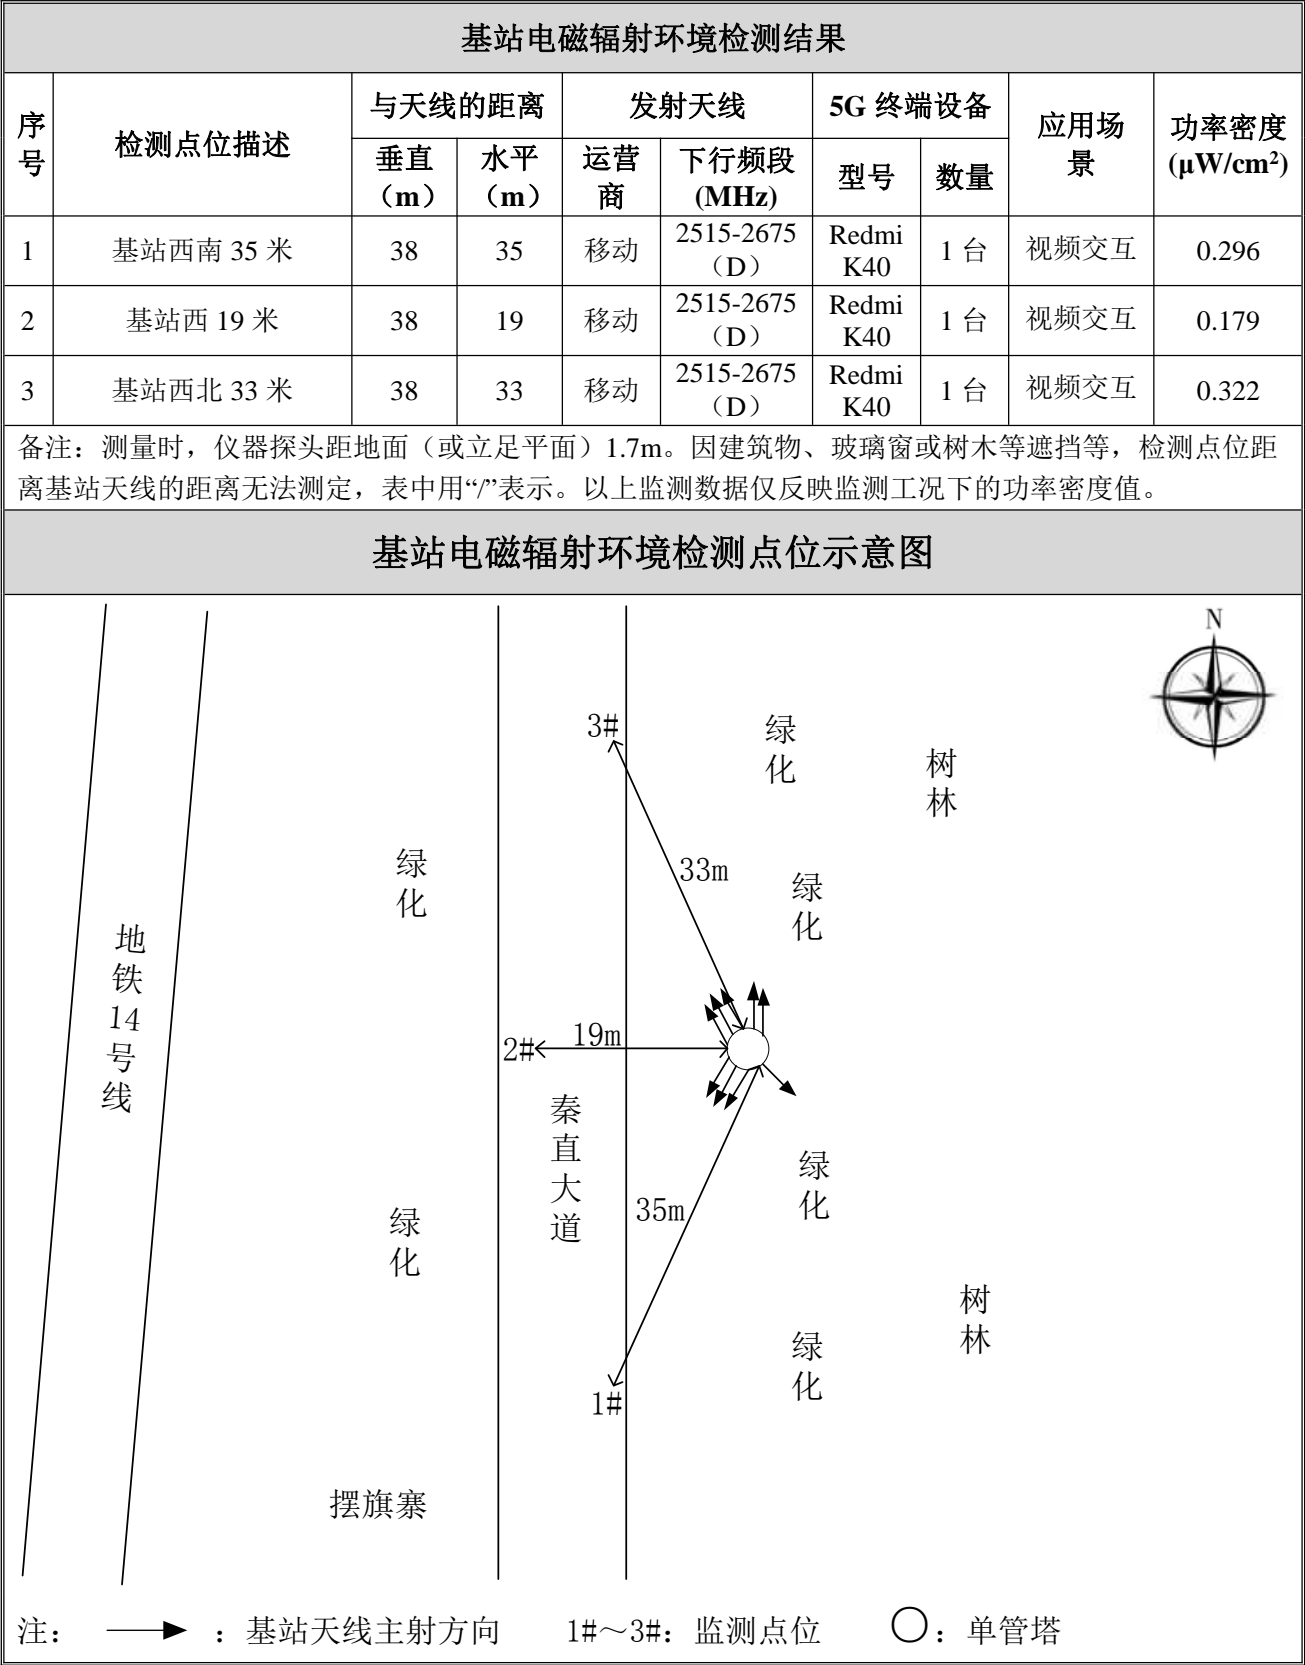 基站电磁辐射环境检测结果
序号 检测点位描述 与天线的距离 发射天线 5G 终端设备 应用场景 功率密度(μW/cm²)
垂直（m） 水平（m） 运营商 下行频段(MHz) 型号 数量
1 基站西南 35 米 38 35 移动 2515-2675（D） Redmi K40 1 台 视频交互 0.296
2 基站西 19 米 38 19 移动 2515-2675（D） Redmi K40 1 台 视频交互 0.179
3 基站西北 33 米 38 33 移动 2515-2675（D） Redmi K40 1 台 视频交互 0.322
备注：测量时，仪器探头距地面（或立足平面）1.7m。因建筑物、玻璃窗或树木等遮挡等，检测点位距
离基站天线的距离无法测定，表中用“/”表示。以上监测数据仅反映监测工况下的功率密度值。
基站电磁辐射环境检测点位示意图
N
3#
绿化
树林
绿化
33m
绿化
地铁14号线
2#
19m
秦直大道
绿化
35m
绿化
树林
绿化
1#
摆旗寨
注： ：基站天线主射方向 1#～3#：监测点位 ：单管塔